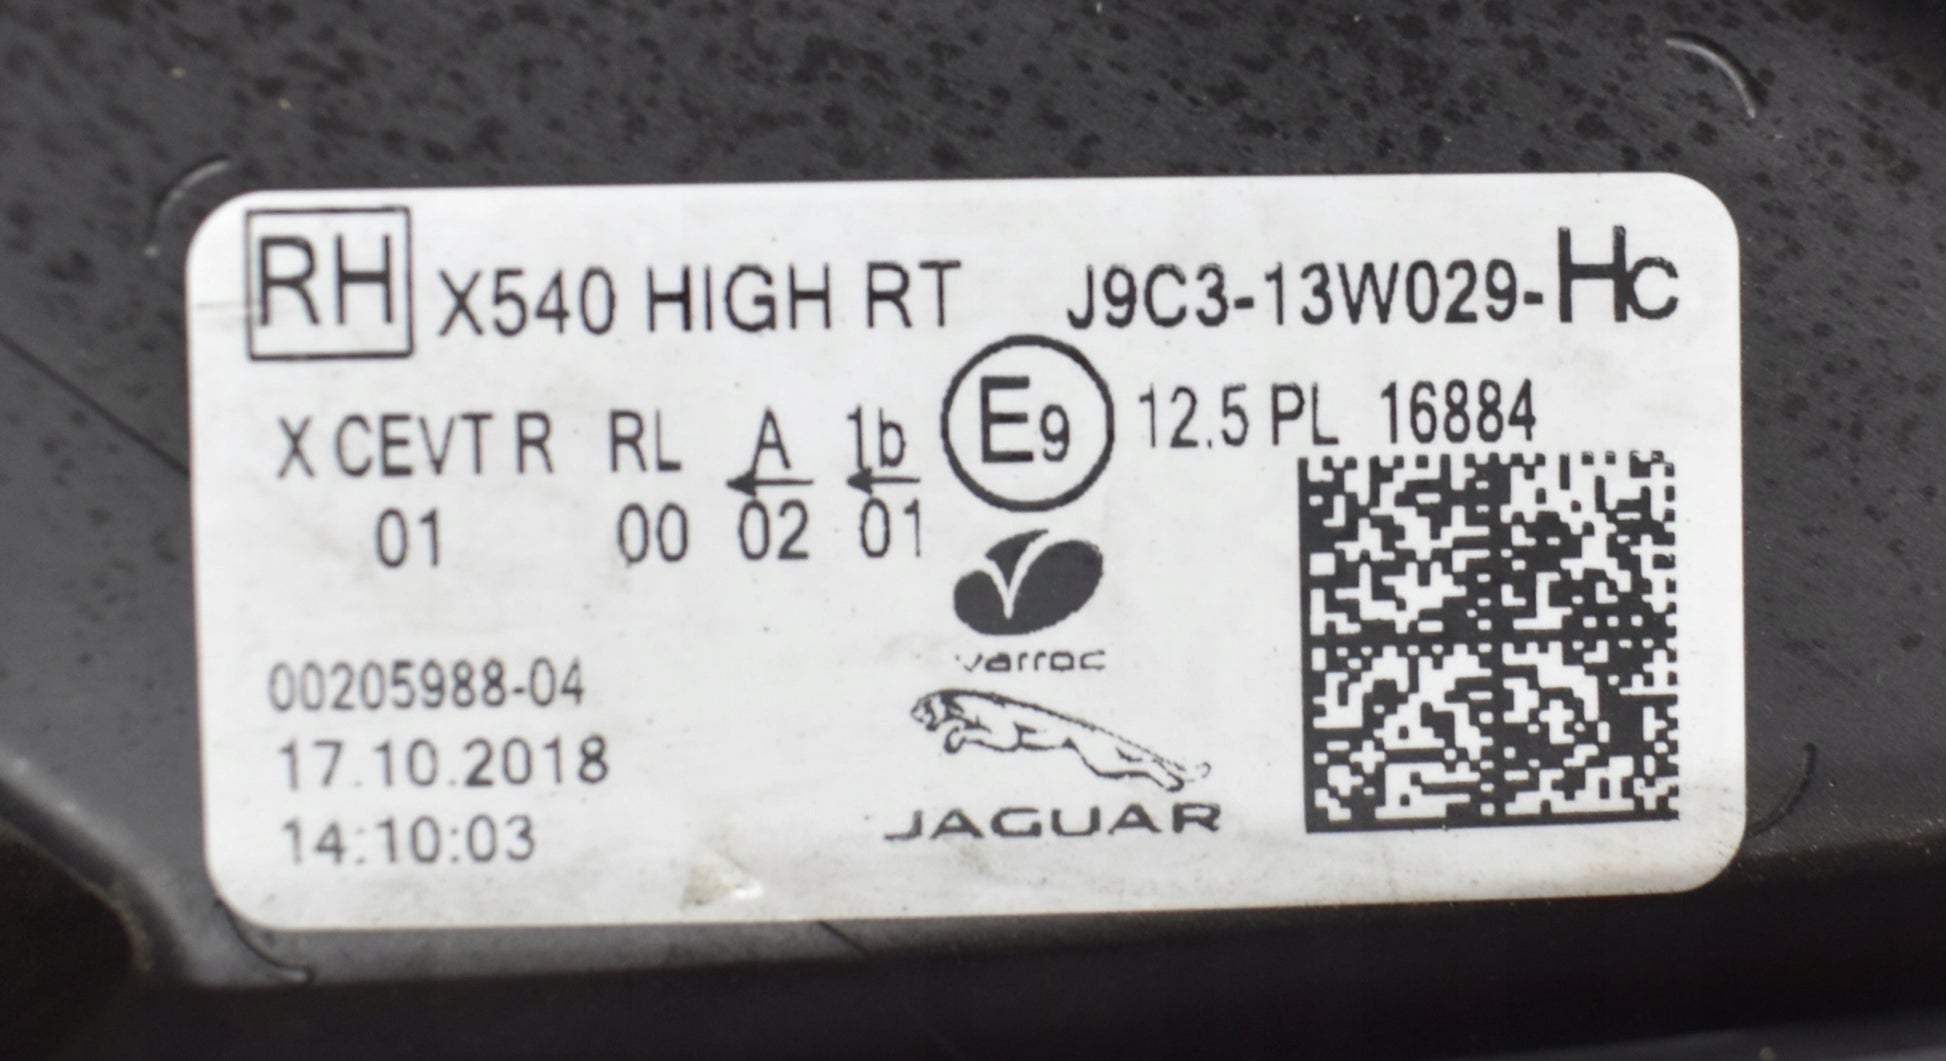 RH X540 HIGH RT J9C3-13W029-HC
X CEVT R RL A 1b E9 12.5 PL 16884
01 00 02 01
varroc
00205988-04
17.10.2018
14:10:03
JAGUAR